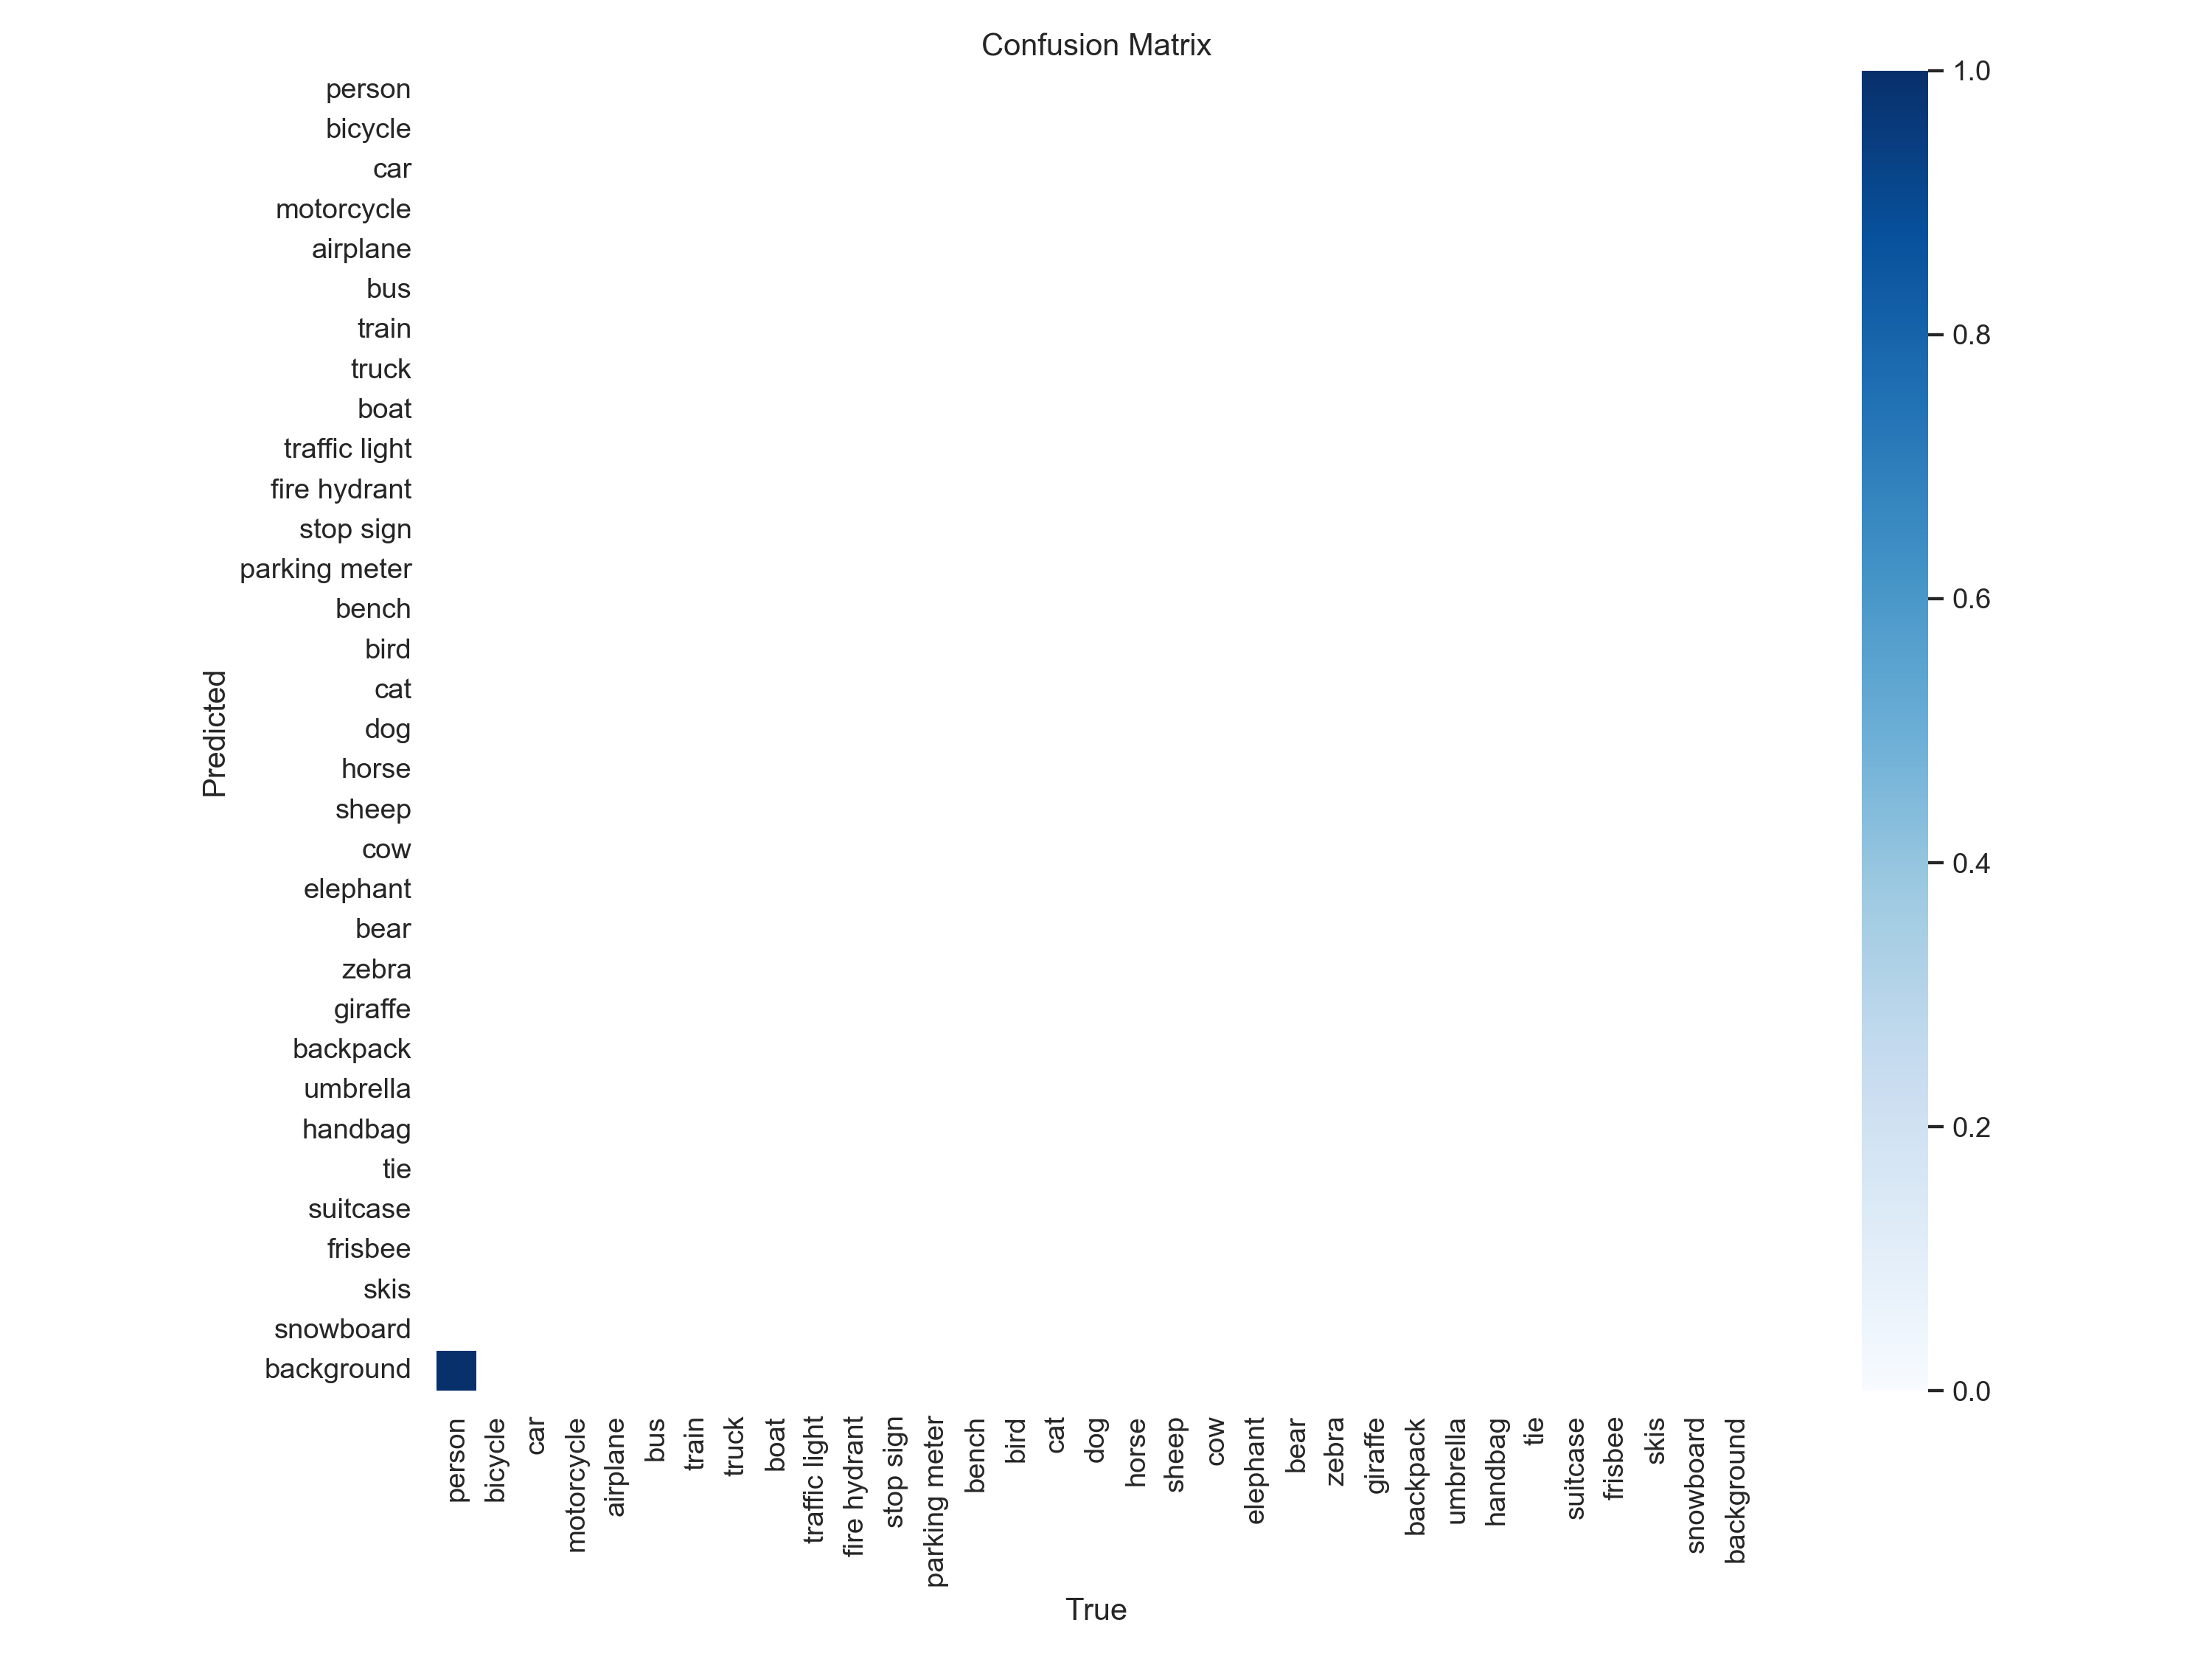 Confusion Matrix
person
bicycle
car
motorcycle
airplane
bus
train
truck
boat
traffic light
fire hydrant
stop sign
parking meter
bench
bird
cat
dog
horse
sheep
cow
elephant
bear
zebra
giraffe
backpack
umbrella
handbag
tie
suitcase
frisbee
skis
snowboard
background
Predicted
person
bicycle
car
motorcycle
airplane
bus
train
truck
boat
traffic light
fire hydrant
stop sign
parking meter
bench
bird
cat
dog
horse
sheep
cow
elephant
bear
zebra
giraffe
backpack
umbrella
handbag
tie
suitcase
frisbee
skis
snowboard
background
True
1.0
0.8
0.6
0.4
0.2
0.0